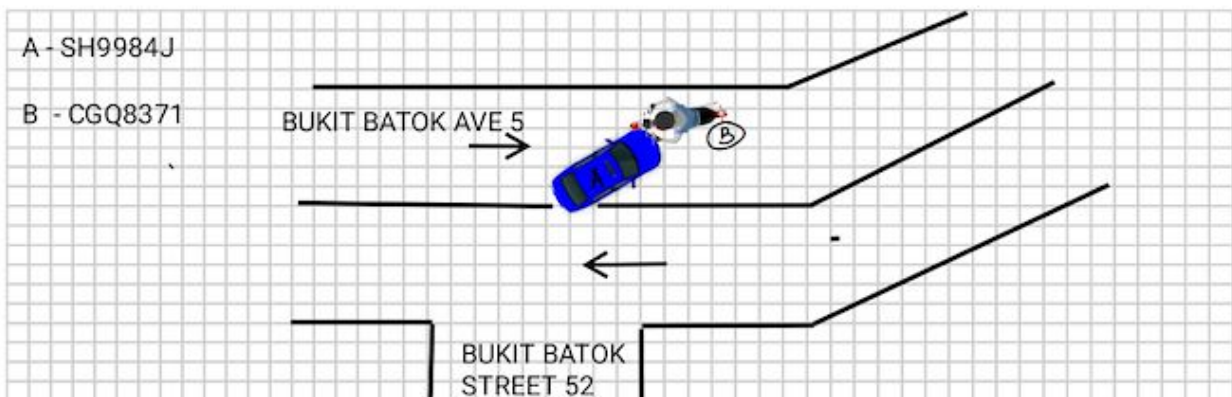 A - SH9984J
B - CGQ8371
BUKIT BATOK AVE 5
A
B
BUKIT BATOK
STREET 52